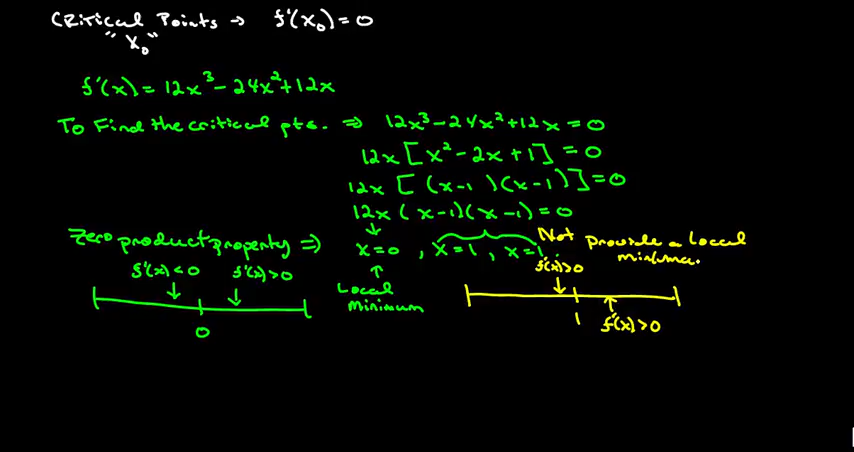 Critical Points → f'(x₀) = 0
"x₀"
f'(x) = 12x³ - 24x² + 12x
To Find the critical pts. ⇒ 12x³ - 24x² + 12x = 0
12x [ x² - 2x + 1 ] = 0
12x [ (x-1)(x-1) ] = 0
12x (x-1)(x-1) = 0
Zero product property ⇒ x=0, x=1, x=1.
Not provide a Local
minima.
f'(x) < 0 f'(x) > 0
0
Local
Minimum
f'(x) > 0
1
f'(x) > 0